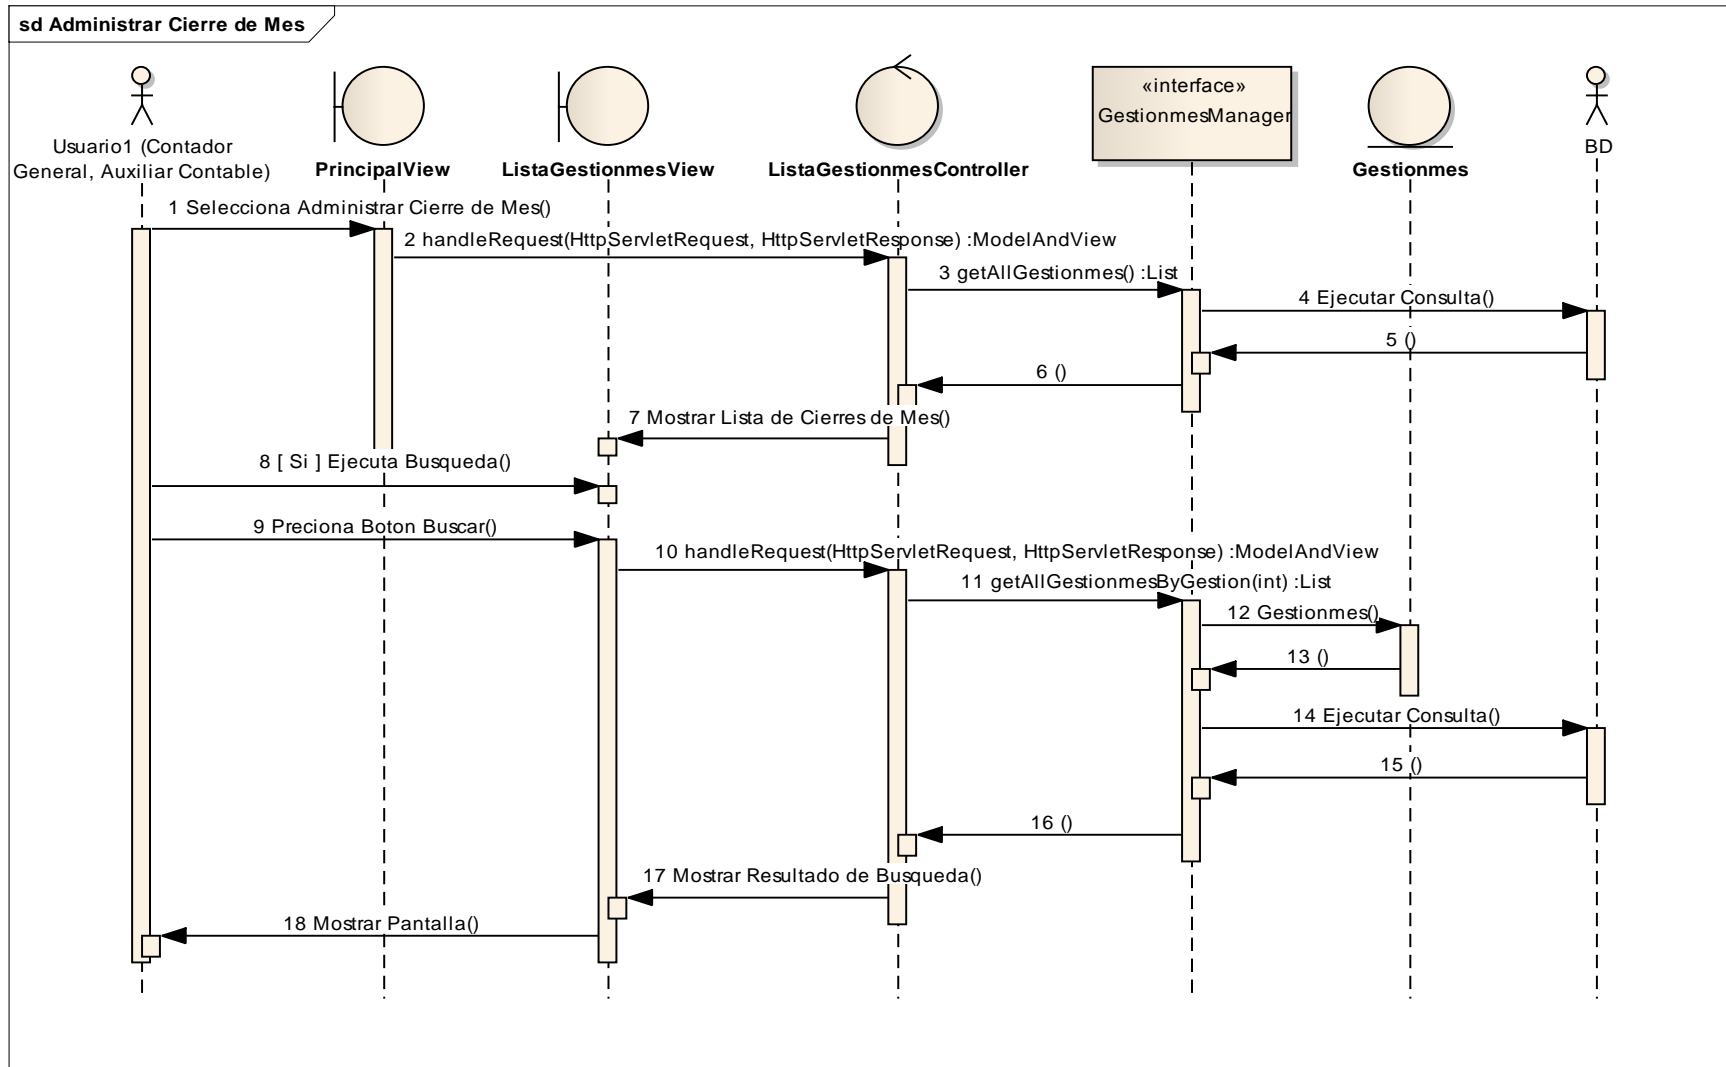 sd Administrar Cierre de Mes
Usuario1 (Contador
General, Auxiliar Contable)
PrincipalView
ListaGestionmesView
ListaGestionmesController
«interface»
GestionmesManager
Gestionmes
BD
1 Selecciona Administrar Cierre de Mes()
2 handleRequest(HttpServletRequest, HttpServletResponse) :ModelAndView
3 getAllGestionmes() :List
4 Ejecutar Consulta()
5 ()
6 ()
7 Mostrar Lista de Cierres de Mes()
8 [ Si ] Ejecuta Busqueda()
9 Preciona Boton Buscar()
10 handleRequest(HttpServletRequest, HttpServletResponse) :ModelAndView
11 getAllGestionmesByGestion(int) :List
12 Gestionmes()
13 ()
14 Ejecutar Consulta()
15 ()
16 ()
17 Mostrar Resultado de Busqueda()
18 Mostrar Pantalla()